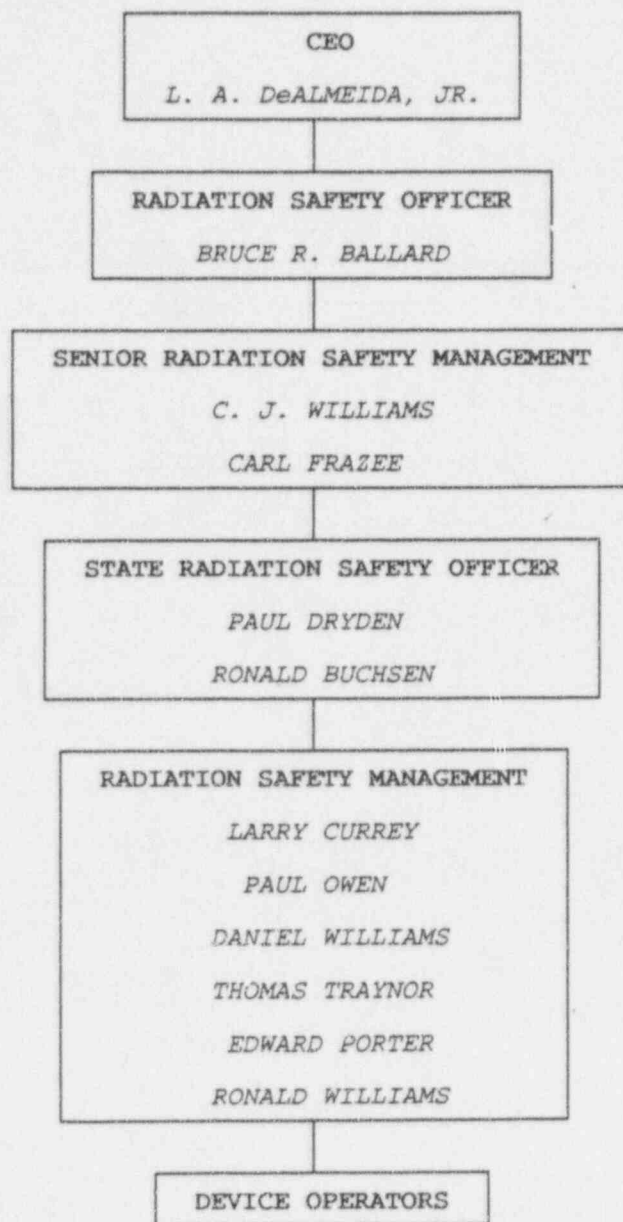 CEO
L. A. DeALMEIDA, JR.
RADIATION SAFETY OFFICER
BRUCE R. BALLARD
SENIOR RADIATION SAFETY MANAGEMENT
C. J. WILLIAMS
CARL FRAZEE
STATE RADIATION SAFETY OFFICER
PAUL DRYDEN
RONALD BUCHSEN
RADIATION SAFETY MANAGEMENT
LARRY CURREY
PAUL OWEN
DANIEL WILLIAMS
THOMAS TRAYNOR
EDWARD PORTER
RONALD WILLIAMS
DEVICE OPERATORS